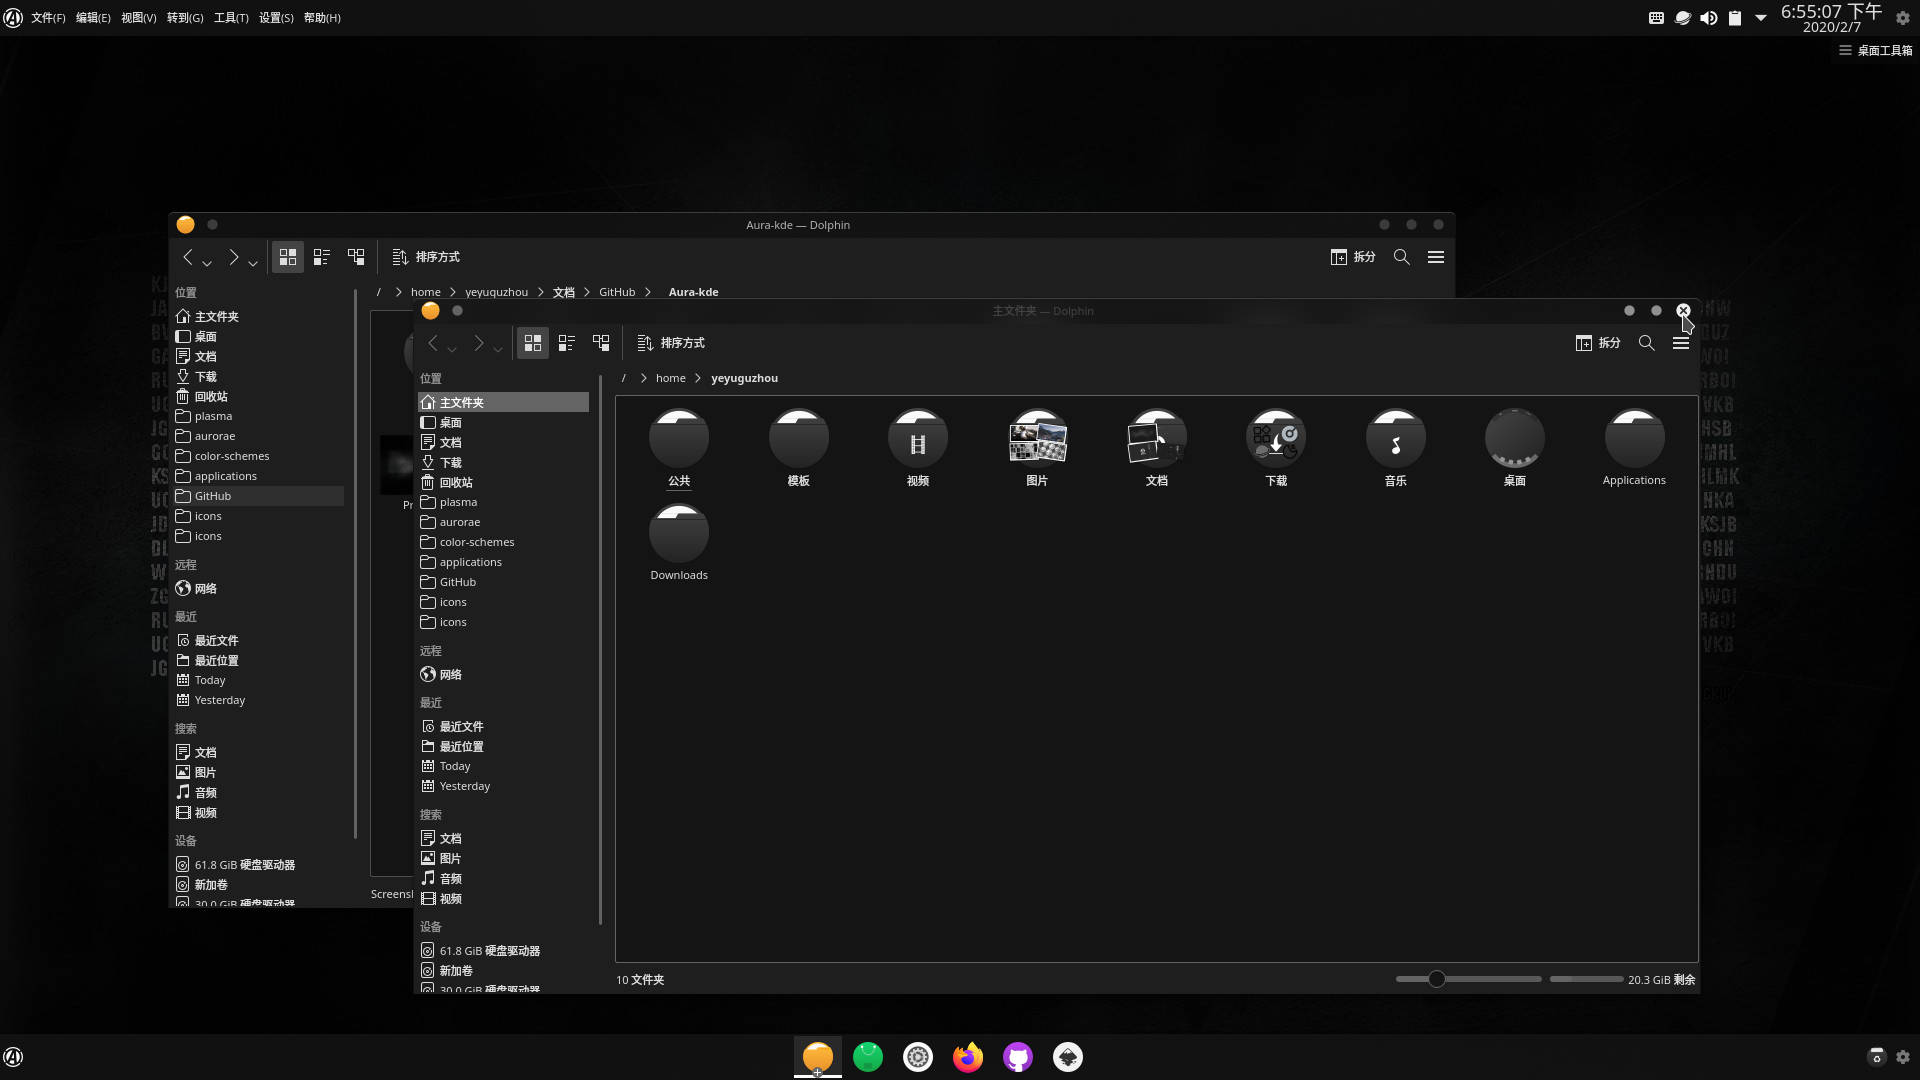 文件(F) 编辑(E) 视图(V) 转到(G) 工具(T) 设置(S) 帮助(H)
6:55:07 下午
2020/2/7
桌面工具箱
Aura-kde — Dolphin
排序方式
拆分
位置
/ home yeyuguzhou 文档 GitHub Aura-kde
主文件夹
桌面
文档
下载
回收站
plasma
aurorae
color-schemes
applications
GitHub
icons
icons
远程
网络
最近
最近文件
最近位置
Today
Yesterday
搜索
文档
图片
音频
视频
设备
61.8 GiB 硬盘驱动器
新加卷
30.0 GiB 硬盘驱动器
主文件夹 — Dolphin
排序方式
拆分
位置
/ home yeyuguzhou
主文件夹
桌面
文档
下载
回收站
plasma
aurorae
color-schemes
applications
GitHub
icons
icons
远程
网络
最近
最近文件
最近位置
Today
Yesterday
搜索
文档
图片
音频
视频
设备
61.8 GiB 硬盘驱动器
新加卷
30.0 GiB 硬盘驱动器
公共 模板 视频 图片 文档 下载 音乐 桌面 Applications
Downloads
10 文件夹
20.3 GiB 剩余